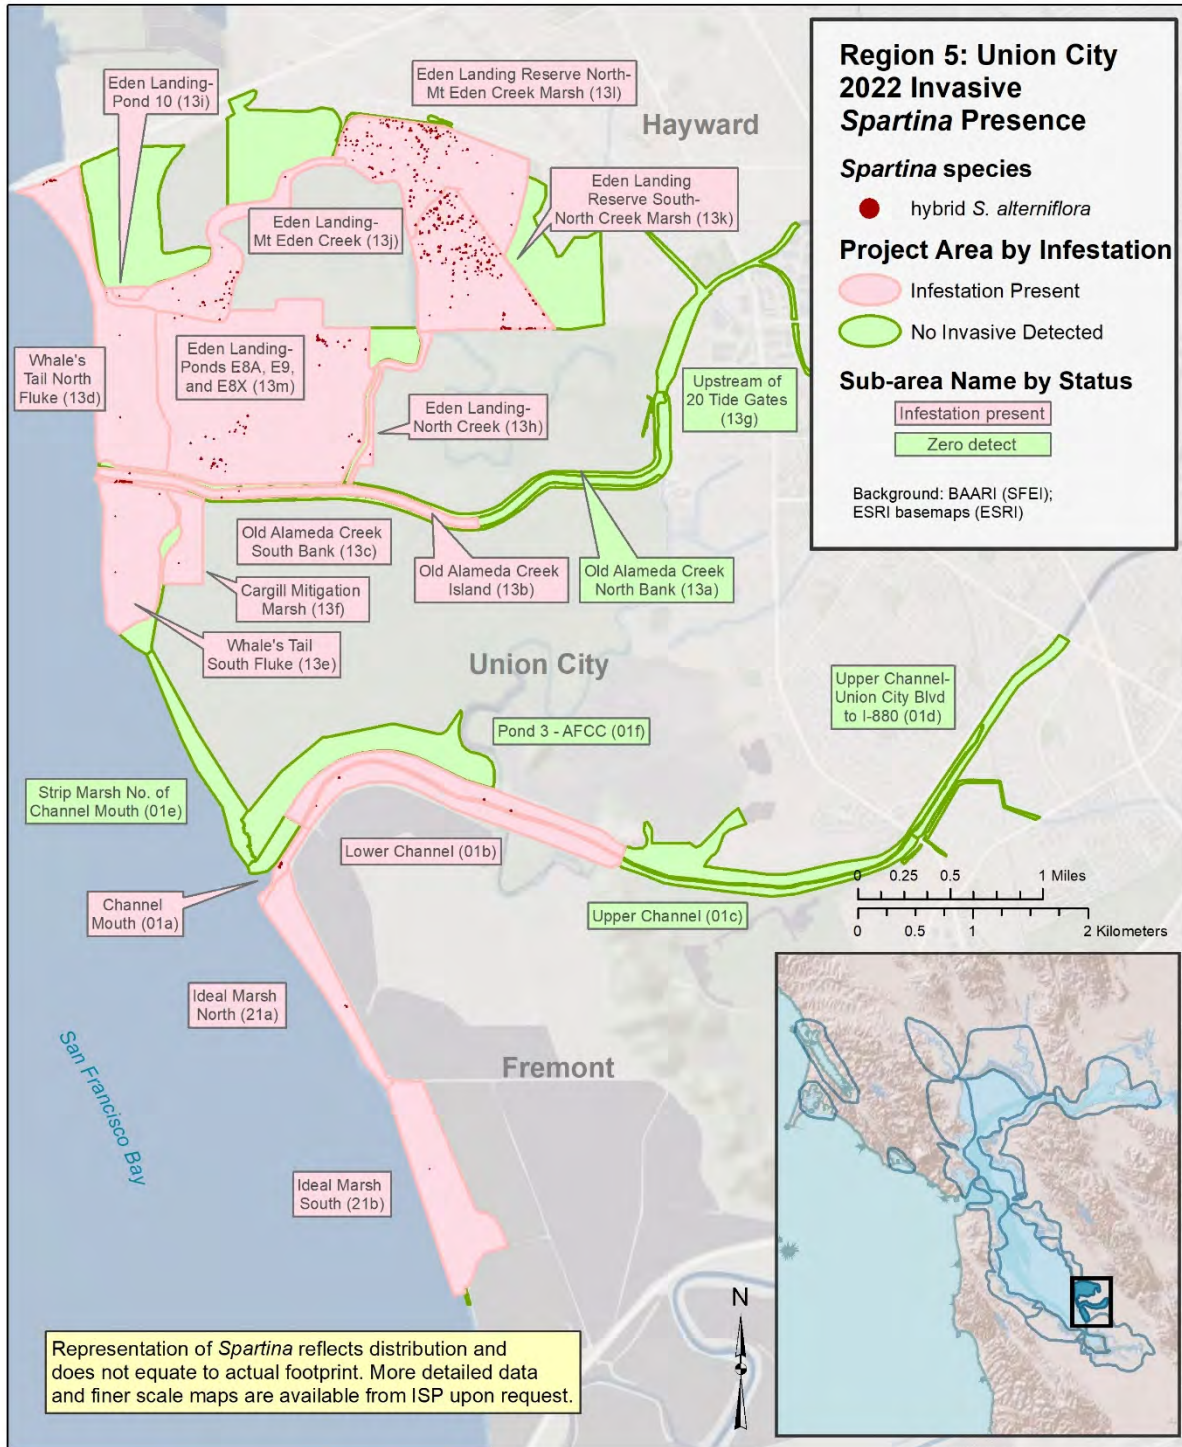 Region 5: Union City
2022 Invasive
Spartina Presence
Spartina species
hybrid S. alterniflora
Project Area by Infestation
Infestation Present
No Invasive Detected
Sub-area Name by Status
Infestation present
Zero detect
Background: BAARI (SFEI);
ESRI basemaps (ESRI)
Eden Landing-
Pond 10 (13i)
Eden Landing Reserve North-
Mt Eden Creek Marsh (13l)
Hayward
Eden Landing
Reserve South-
North Creek Marsh (13k)
Eden Landing-
Mt Eden Creek (13j)
Whale's
Tail North
Fluke (13d)
Eden Landing-
Ponds E8A, E9,
and E8X (13m)
Eden Landing-
North Creek (13h)
Upstream of
20 Tide Gates
(13g)
Old Alameda Creek
South Bank (13c)
Old Alameda Creek
Island (13b)
Old Alameda Creek
North Bank (13a)
Cargill Mitigation
Marsh (13f)
Whale's Tail
South Fluke (13e)
Union City
Upper Channel-
Union City Blvd
to I-880 (01d)
Pond 3 - AFCC (01f)
Strip Marsh No. of
Channel Mouth (01e)
Lower Channel (01b)
Channel
Mouth (01a)
Upper Channel (01c)
0 0.25 0.5 1 Miles
0 0.5 1 2 Kilometers
Ideal Marsh
North (21a)
San Francisco Bay
Fremont
Ideal Marsh
South (21b)
N
Representation of Spartina reflects distribution and
does not equate to actual footprint. More detailed data
and finer scale maps are available from ISP upon request.